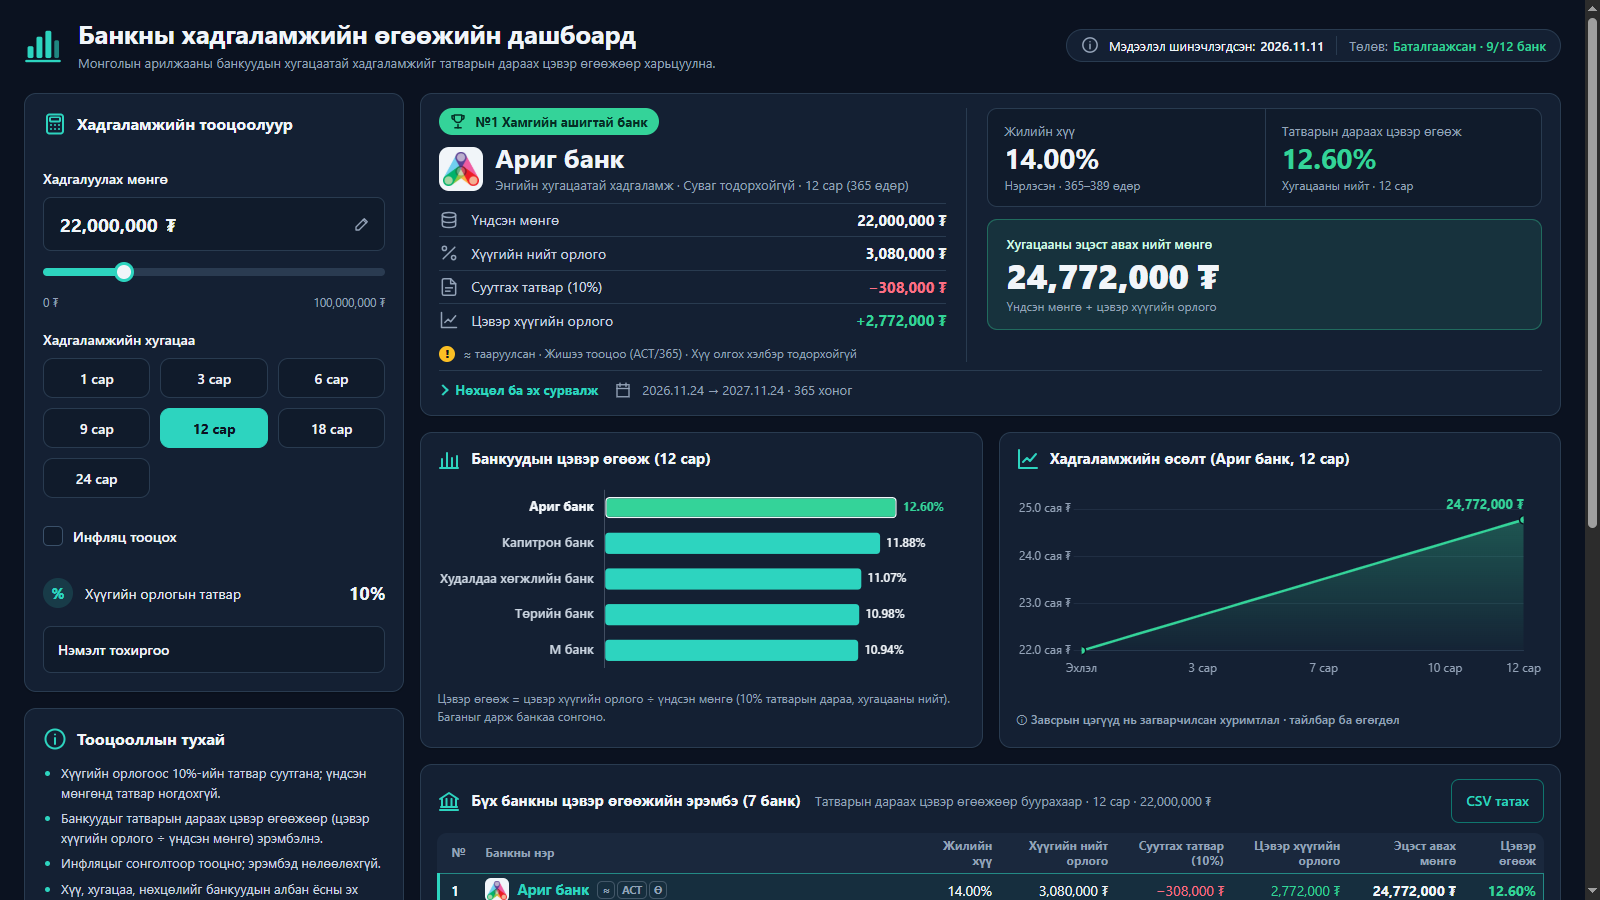 Банкны хадгаламжийн өгөөжийн дашбоард
Монголын арилжааны банкуудын хугацаатай хадгаламжийг татварын дараах цэвэр өгөөжөөр харьцуулна.
Мэдээлэл шинэчлэгдсэн: 2026.11.11
Төлөв: Баталгаажсан · 9/12 банк
Хадгаламжийн тооцоолуур
Хадгалуулах мөнгө
22,000,000 ₮
0 ₮
100,000,000 ₮
Хадгаламжийн хугацаа
1 сар
3 сар
6 сар
9 сар
12 сар
18 сар
24 сар
Инфляц тооцох
% Хүүгийн орлогын татвар 10%
Нэмэлт тохиргоо
Тооцооллын тухай
• Хүүгийн орлогоос 10%-ийн татвар суутгана; үндсэн
мөнгөнд татвар ногдохгүй.
• Банкуудыг татварын дараах цэвэр өгөөжөөр (цэвэр
хүүгийн орлого ÷ үндсэн мөнгө) эрэмбэлнэ.
• Инфляцыг сонголтоор тооцно; эрэмбэд нөлөөлөхгүй.
• Хүү, хугацаа, нөхцөлийг банкуудын албан ёсны эх
№1 Хамгийн ашигтай банк
Ариг банк
Энгийн хугацаатай хадгаламж · Суваг тодорхойгүй · 12 сар (365 өдөр)
Үндсэн мөнгө 22,000,000 ₮
Хүүгийн нийт орлого 3,080,000 ₮
Суутгах татвар (10%) −308,000 ₮
Цэвэр хүүгийн орлого +2,772,000 ₮
≈ тааруулсан · Жишээ тооцоо (ACT/365) · Хүү олгох хэлбэр тодорхойгүй
Нөхцөл ба эх сурвалж
2026.11.24 → 2027.11.24 · 365 хоног
Жилийн хүү
14.00%
Нэрлэсэн · 365–389 өдөр
Татварын дараах цэвэр өгөөж
12.60%
Хугацааны нийт · 12 сар
Хугацааны эцэст авах нийт мөнгө
24,772,000 ₮
Үндсэн мөнгө + цэвэр хүүгийн орлого
Банкуудын цэвэр өгөөж (12 сар)
Ариг банк 12.60%
Капитрон банк 11.88%
Худалдаа хөгжлийн банк 11.07%
Төрийн банк 10.98%
М банк 10.94%
Цэвэр өгөөж = цэвэр хүүгийн орлого ÷ үндсэн мөнгө (10% татварын дараа, хугацааны нийт).
Баганыг дарж банкаа сонгоно.
Хадгаламжийн өсөлт (Ариг банк, 12 сар)
24,772,000 ₮
25.0 сая ₮
24.0 сая ₮
23.0 сая ₮
22.0 сая ₮
Эхлэл
3 сар
7 сар
10 сар
12 сар
Завсрын цэгүүд нь загварчилсан хуримтлал · тайлбар ба өгөгдөл
Бүх банкны цэвэр өгөөжийн эрэмбэ (7 банк)
Татварын дараах цэвэр өгөөжөөр буурахаар · 12 сар · 22,000,000 ₮
CSV татах
№
Банкны нэр
Жилийн
хүү
Хүүгийн нийт
орлого
Суутгах татвар
(10%)
Цэвэр хүүгийн
орлого
Эцэст авах
мөнгө
Цэвэр
өгөөж
1 Ариг банк ≈ ACT Ө 14.00% 3,080,000 ₮ −308,000 ₮ 2,772,000 ₮ 24,772,000 ₮ 12.60%